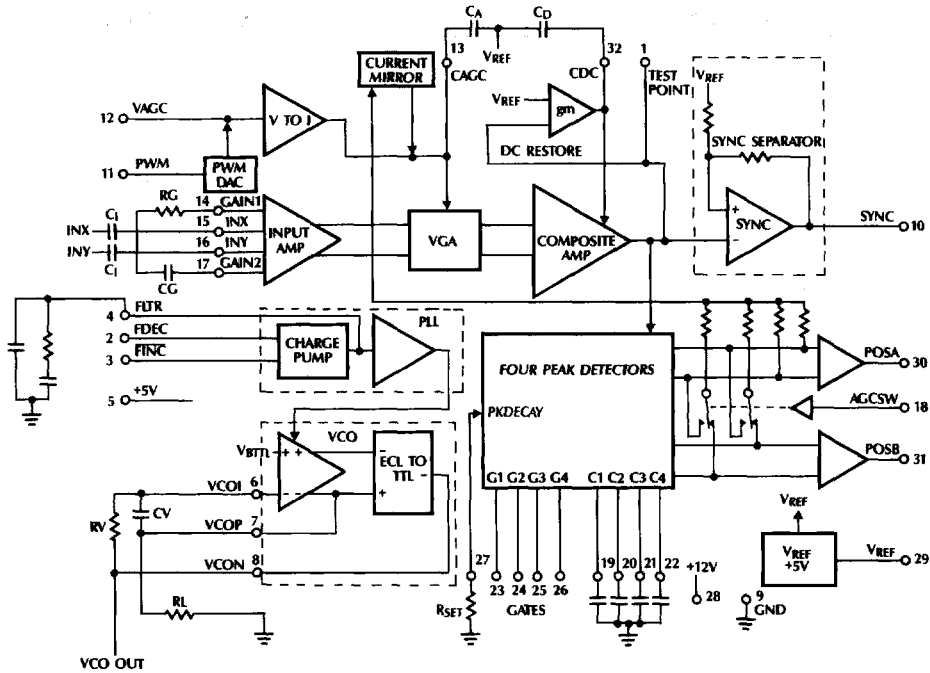 CA
CD
VREF
13
CAGC
32
CDC
1
TEST
POINT
CURRENT
MIRROR
VREF
gm
DC RESTORE
VREF
SYNC SEPARATOR
12
VAGC
V TO I
11
PWM
PWM
DAC
RG
14
GAIN1
CI
INX
15
INX
INY
16
INY
CI
17
GAIN2
CG
INPUT
AMP
VGA
COMPOSITE
AMP
+
SYNC
-
SYNC
10
4
FLTR
2
FDEC
3
FINC
5
+5V
CHARGE
PUMP
PLL
FOUR PEAK DETECTORS
PKDECAY
G1
G2
G3
G4
C1
C2
C3
C4
POSA
30
AGCSW
18
POSB
31
VCO
VBTTL
+
+
-
-
-
+
ECL TO
TTL
6
VCOI
RV
CV
7
VCOP
8
VCON
RL
VCO OUT
27
RSET
23
24
25
26
GATES
19
20
21
22
+12V
28
9
GND
VREF
VREF
+5V
VREF
29